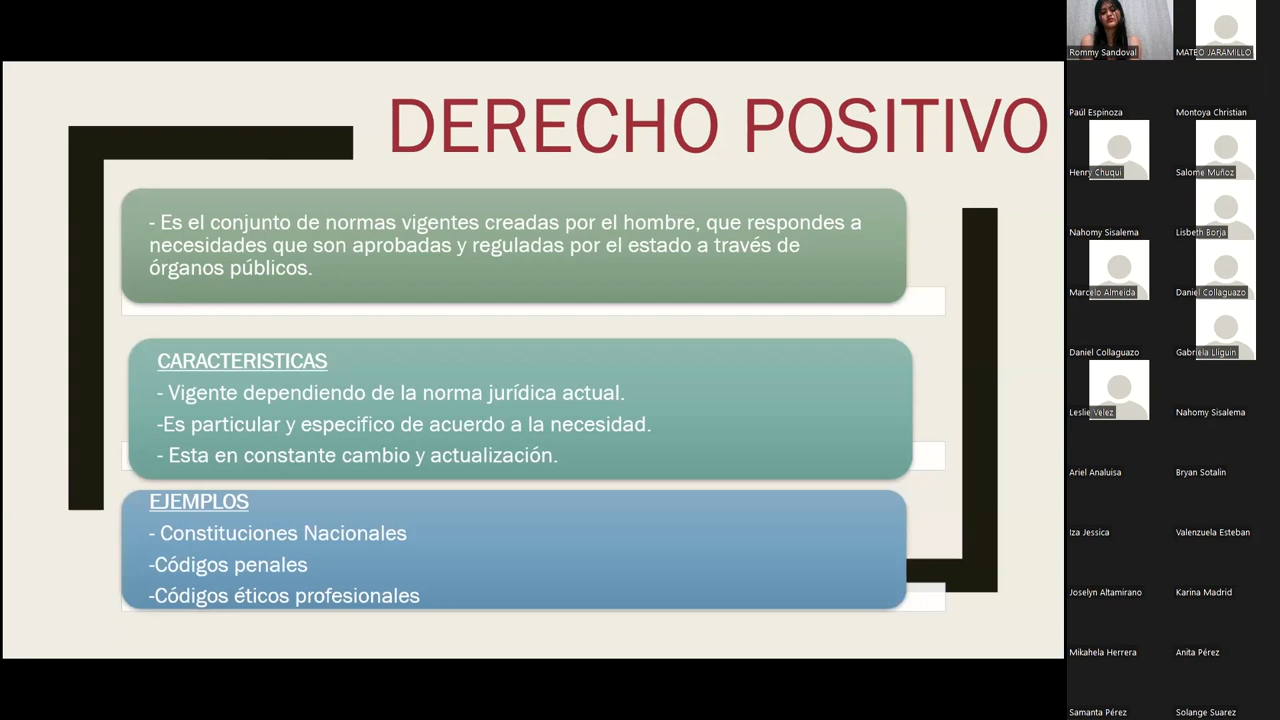 DERECHO POSITIVO
- Es el conjunto de normas vigentes creadas por el hombre, que respondes a
necesidades que son aprobadas y reguladas por el estado a través de
órganos públicos.
CARACTERISTICAS
- Vigente dependiendo de la norma jurídica actual.
-Es particular y especifico de acuerdo a la necesidad.
- Esta en constante cambio y actualización.
EJEMPLOS
- Constituciones Nacionales
-Códigos penales
-Códigos éticos profesionales
Rommy Sandoval
MATEO JARAMILLO
Paúl Espinoza
Montoya Christian
Henry Chuqui
Salome Muñoz
Nahomy Sisalema
Lisbeth Borja
Marcelo Almeida
Daniel Collaguazo
Daniel Collaguazo
Gabriela Lliguin
Leslie Velez
Nahomy Sisalema
Ariel Analuisa
Bryan Sotalin
Iza Jessica
Valenzuela Esteban
Joselyn Altamirano
Karina Madrid
Mikahela Herrera
Anita Pérez
Samanta Pérez
Solange Suarez